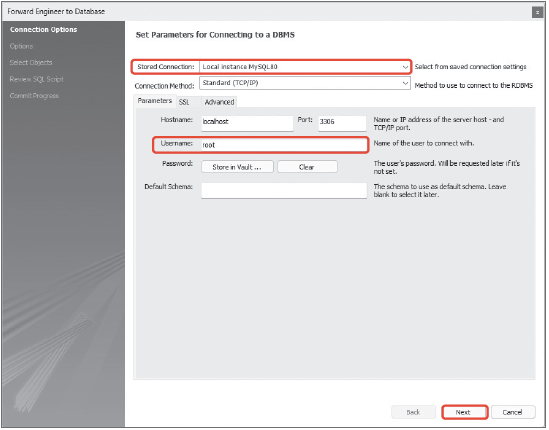 Forward Engineer to Database
x
Connection Options
Options
Select Objects
Review SQL Script
Commit Progress
Set Parameters for Connecting to a DBMS
Stored Connection: Local instance MySQL80 Select from saved connection settings
Connection Method: Standard (TCP/IP) Method to use to connect to the RDBMS
Parameters SSL Advanced
Hostname: localhost Port: 3306 Name or IP address of the server host - and
TCP/IP port.
Username: root Name of the user to connect with.
Password: Store in Vault ... Clear The user's password. Will be requested later if it's
not set.
Default Schema: The schema to use as default schema. Leave
blank to select it later.
Back Next Cancel